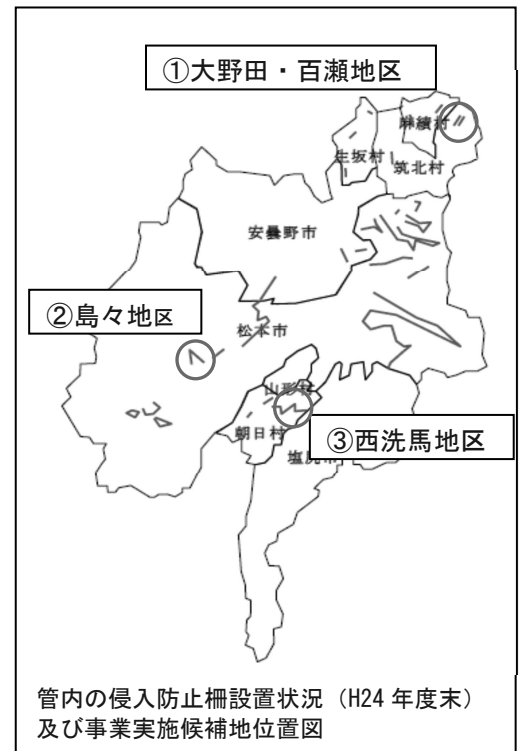 ①大野田・百瀬地区
麻績村
生坂村
筑北村
安曇野市
②島々地区
松本市
山形村
朝日村
③西洗馬地区
塩尻市
管内の侵入防止柵設置状況（H24 年度末）
及び事業実施候補地位置図